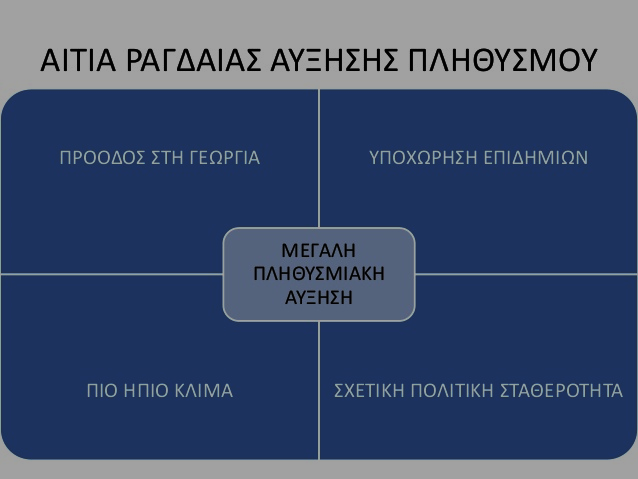 ΑΙΤΙΑ ΡΑΓΔΑΙΑΣ ΑΥΞΗΣΗΣ ΠΛΗΘΥΣΜΟΥ
ΠΡΟΟΔΟΣ ΣΤΗ ΓΕΩΡΓΙΑ
ΥΠΟΧΩΡΗΣΗ ΕΠΙΔΗΜΙΩΝ
ΜΕΓΑΛΗ
ΠΛΗΘΥΣΜΙΑΚΗ
ΑΥΞΗΣΗ
ΠΙΟ ΗΠΙΟ ΚΛΙΜΑ
ΣΧΕΤΙΚΗ ΠΟΛΙΤΙΚΗ ΣΤΑΘΕΡΟΤΗΤΑ